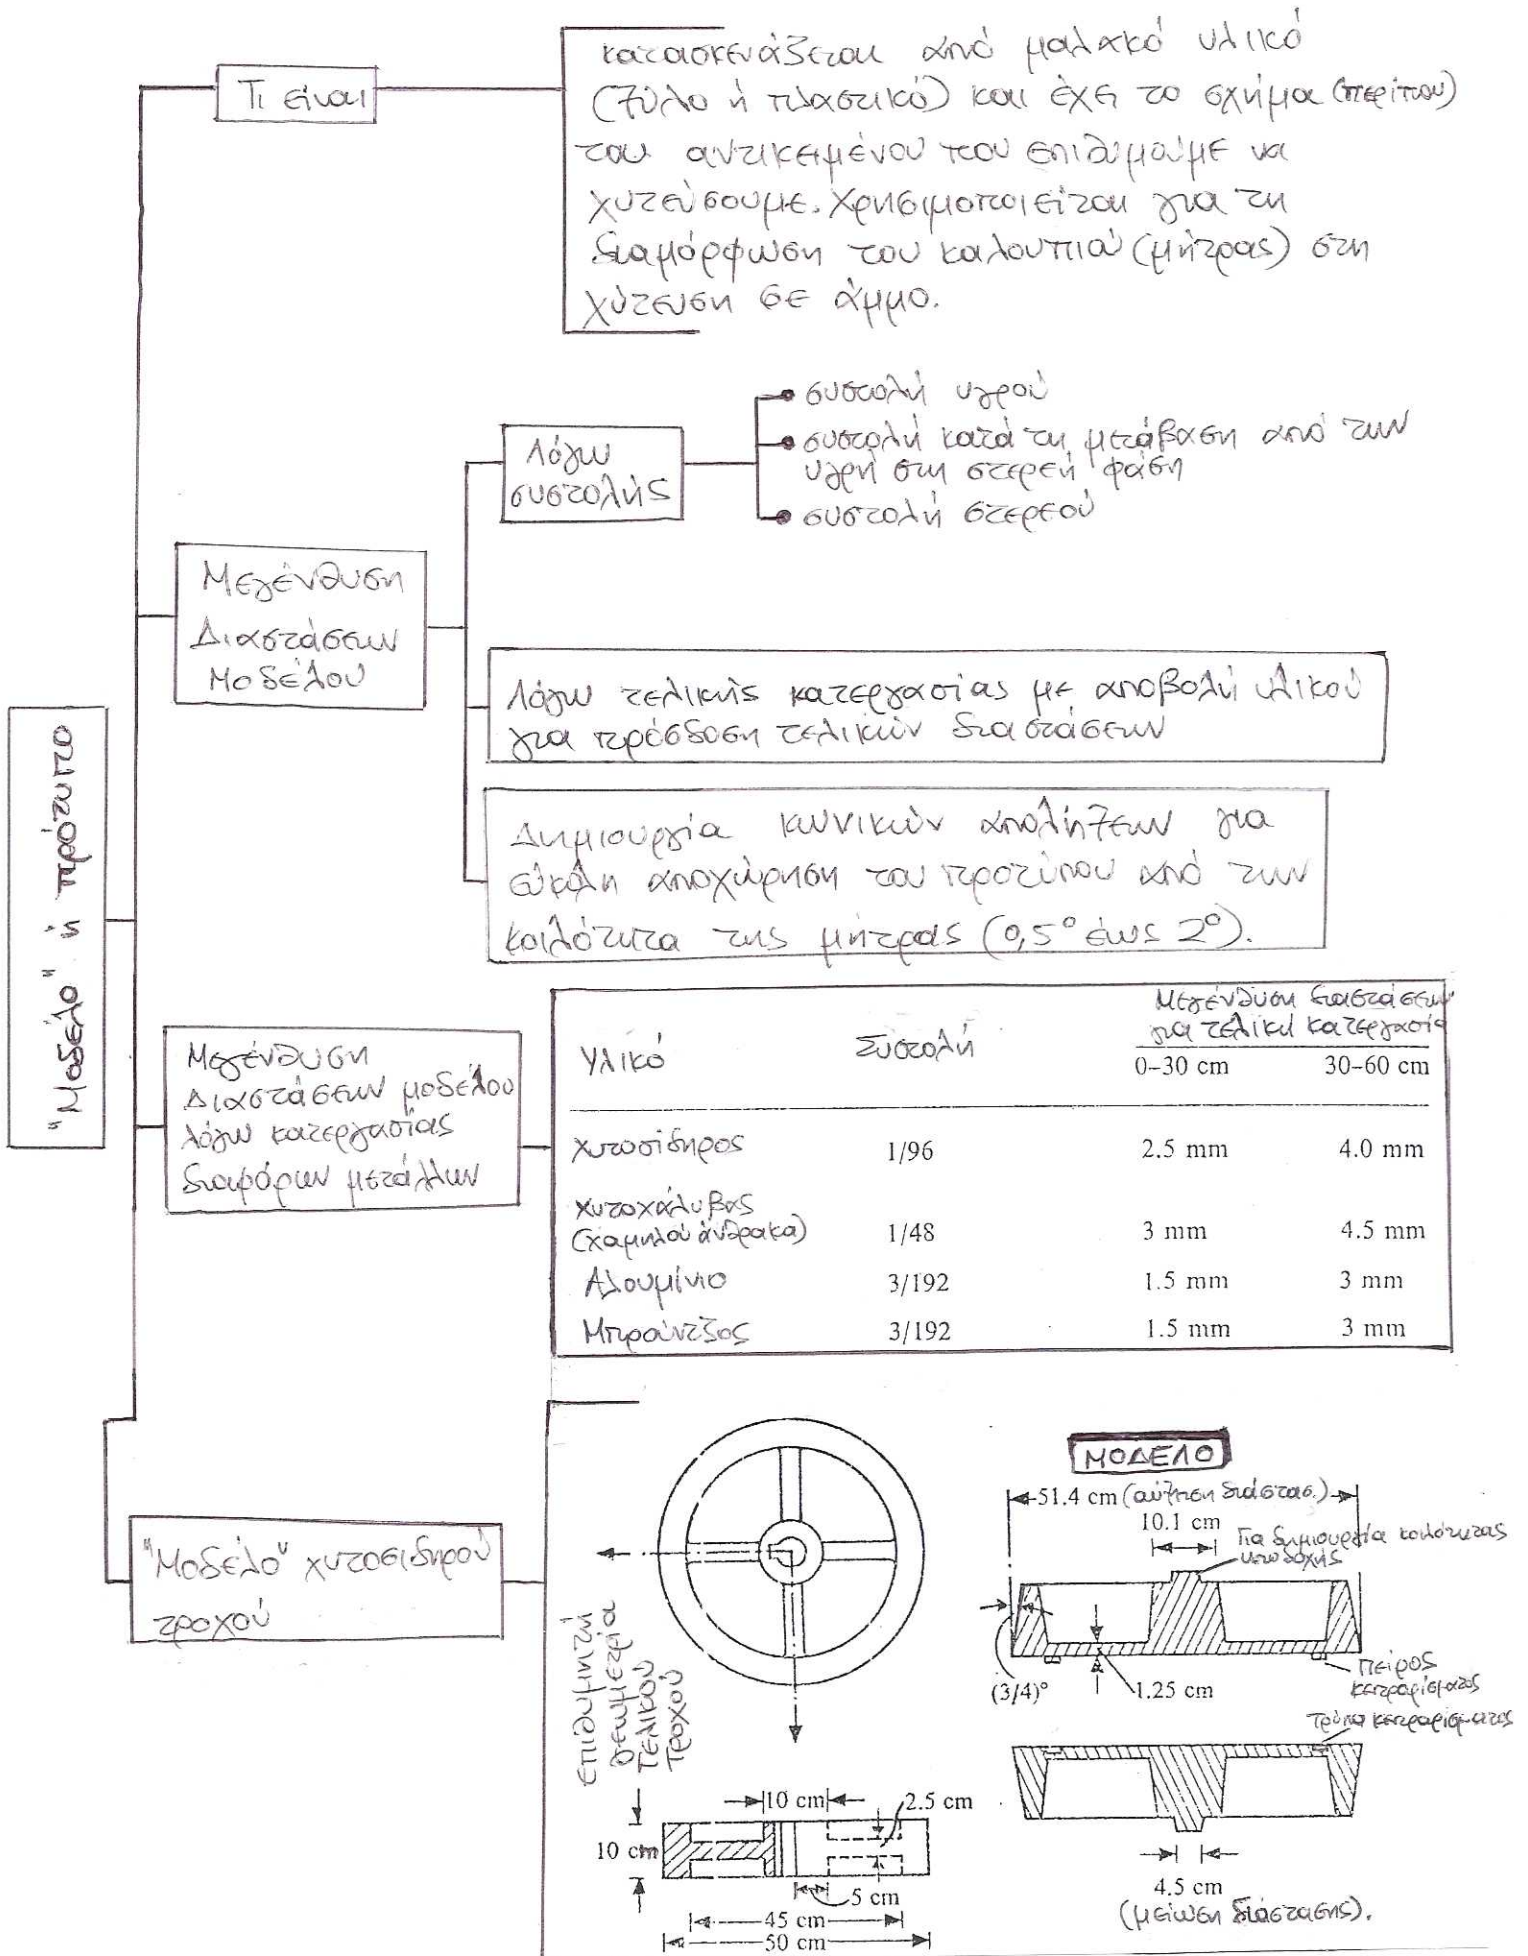 "Μοδέλο" ή πρότυπο
Τι είναι
κατασκευάζεται από μαλακό υλικό
(ξύλο ή πλαστικό) και έχει το σχήμα (περίπου)
του αντικειμένου που επιθυμούμε να
χυτεύσουμε. Χρησιμοποιείται για τη
διαμόρφωση του καλουπιού (μήτρας) στη
χύτευση σε άμμο.
Μεγένθυση
Διαστάσεων
Μοδέλου
Λόγω
συστολής
συστολή υγρού
συστολή κατά τη μετάβαση από την
υγρή στη στερεή φάση
συστολή στερεού
Λόγω τελικής κατεργασίας με αποβολή υλικού
για πρόσδοση τελικών διαστάσεων
Δημιουργία κωνικών απολήξεων για
εύκολη αποχώρηση του προτύπου από την
κοιλότητα της μήτρας (0,5° έως 2°).
Μεγένθυση
Διαστάσεων μοδέλου
λόγω κατεργασίας
διαφόρων μετάλλων
Υλικό
Συστολή
Μεγένθυση διαστάσεων
για τελική κατεργασία
0–30 cm 30–60 cm
Χυτοσίδηρος 1/96 2.5 mm 4.0 mm
Χυτοχάλυβας
(χαμηλού άνθρακα) 1/48 3 mm 4.5 mm
Αλουμίνιο 3/192 1.5 mm 3 mm
Μπρούντζος 3/192 1.5 mm 3 mm
"Μοδέλο" χυτοσιδηρού
τροχού
Επιθυμητή
γεωμετρία
Τελικού
Τροχού
10 cm
2.5 cm
10 cm
5 cm
45 cm
50 cm
ΜΟΔΕΛΟ
51.4 cm (αύξηση διάστασ.)
10.1 cm
Για δημιουργία κοιλότητας
υποδοχής
(3/4)°
1.25 cm
Πείρος
κεντραρίσματος
Τρύπα κεντραρίσματος
4.5 cm
(μείωση διάστασης).